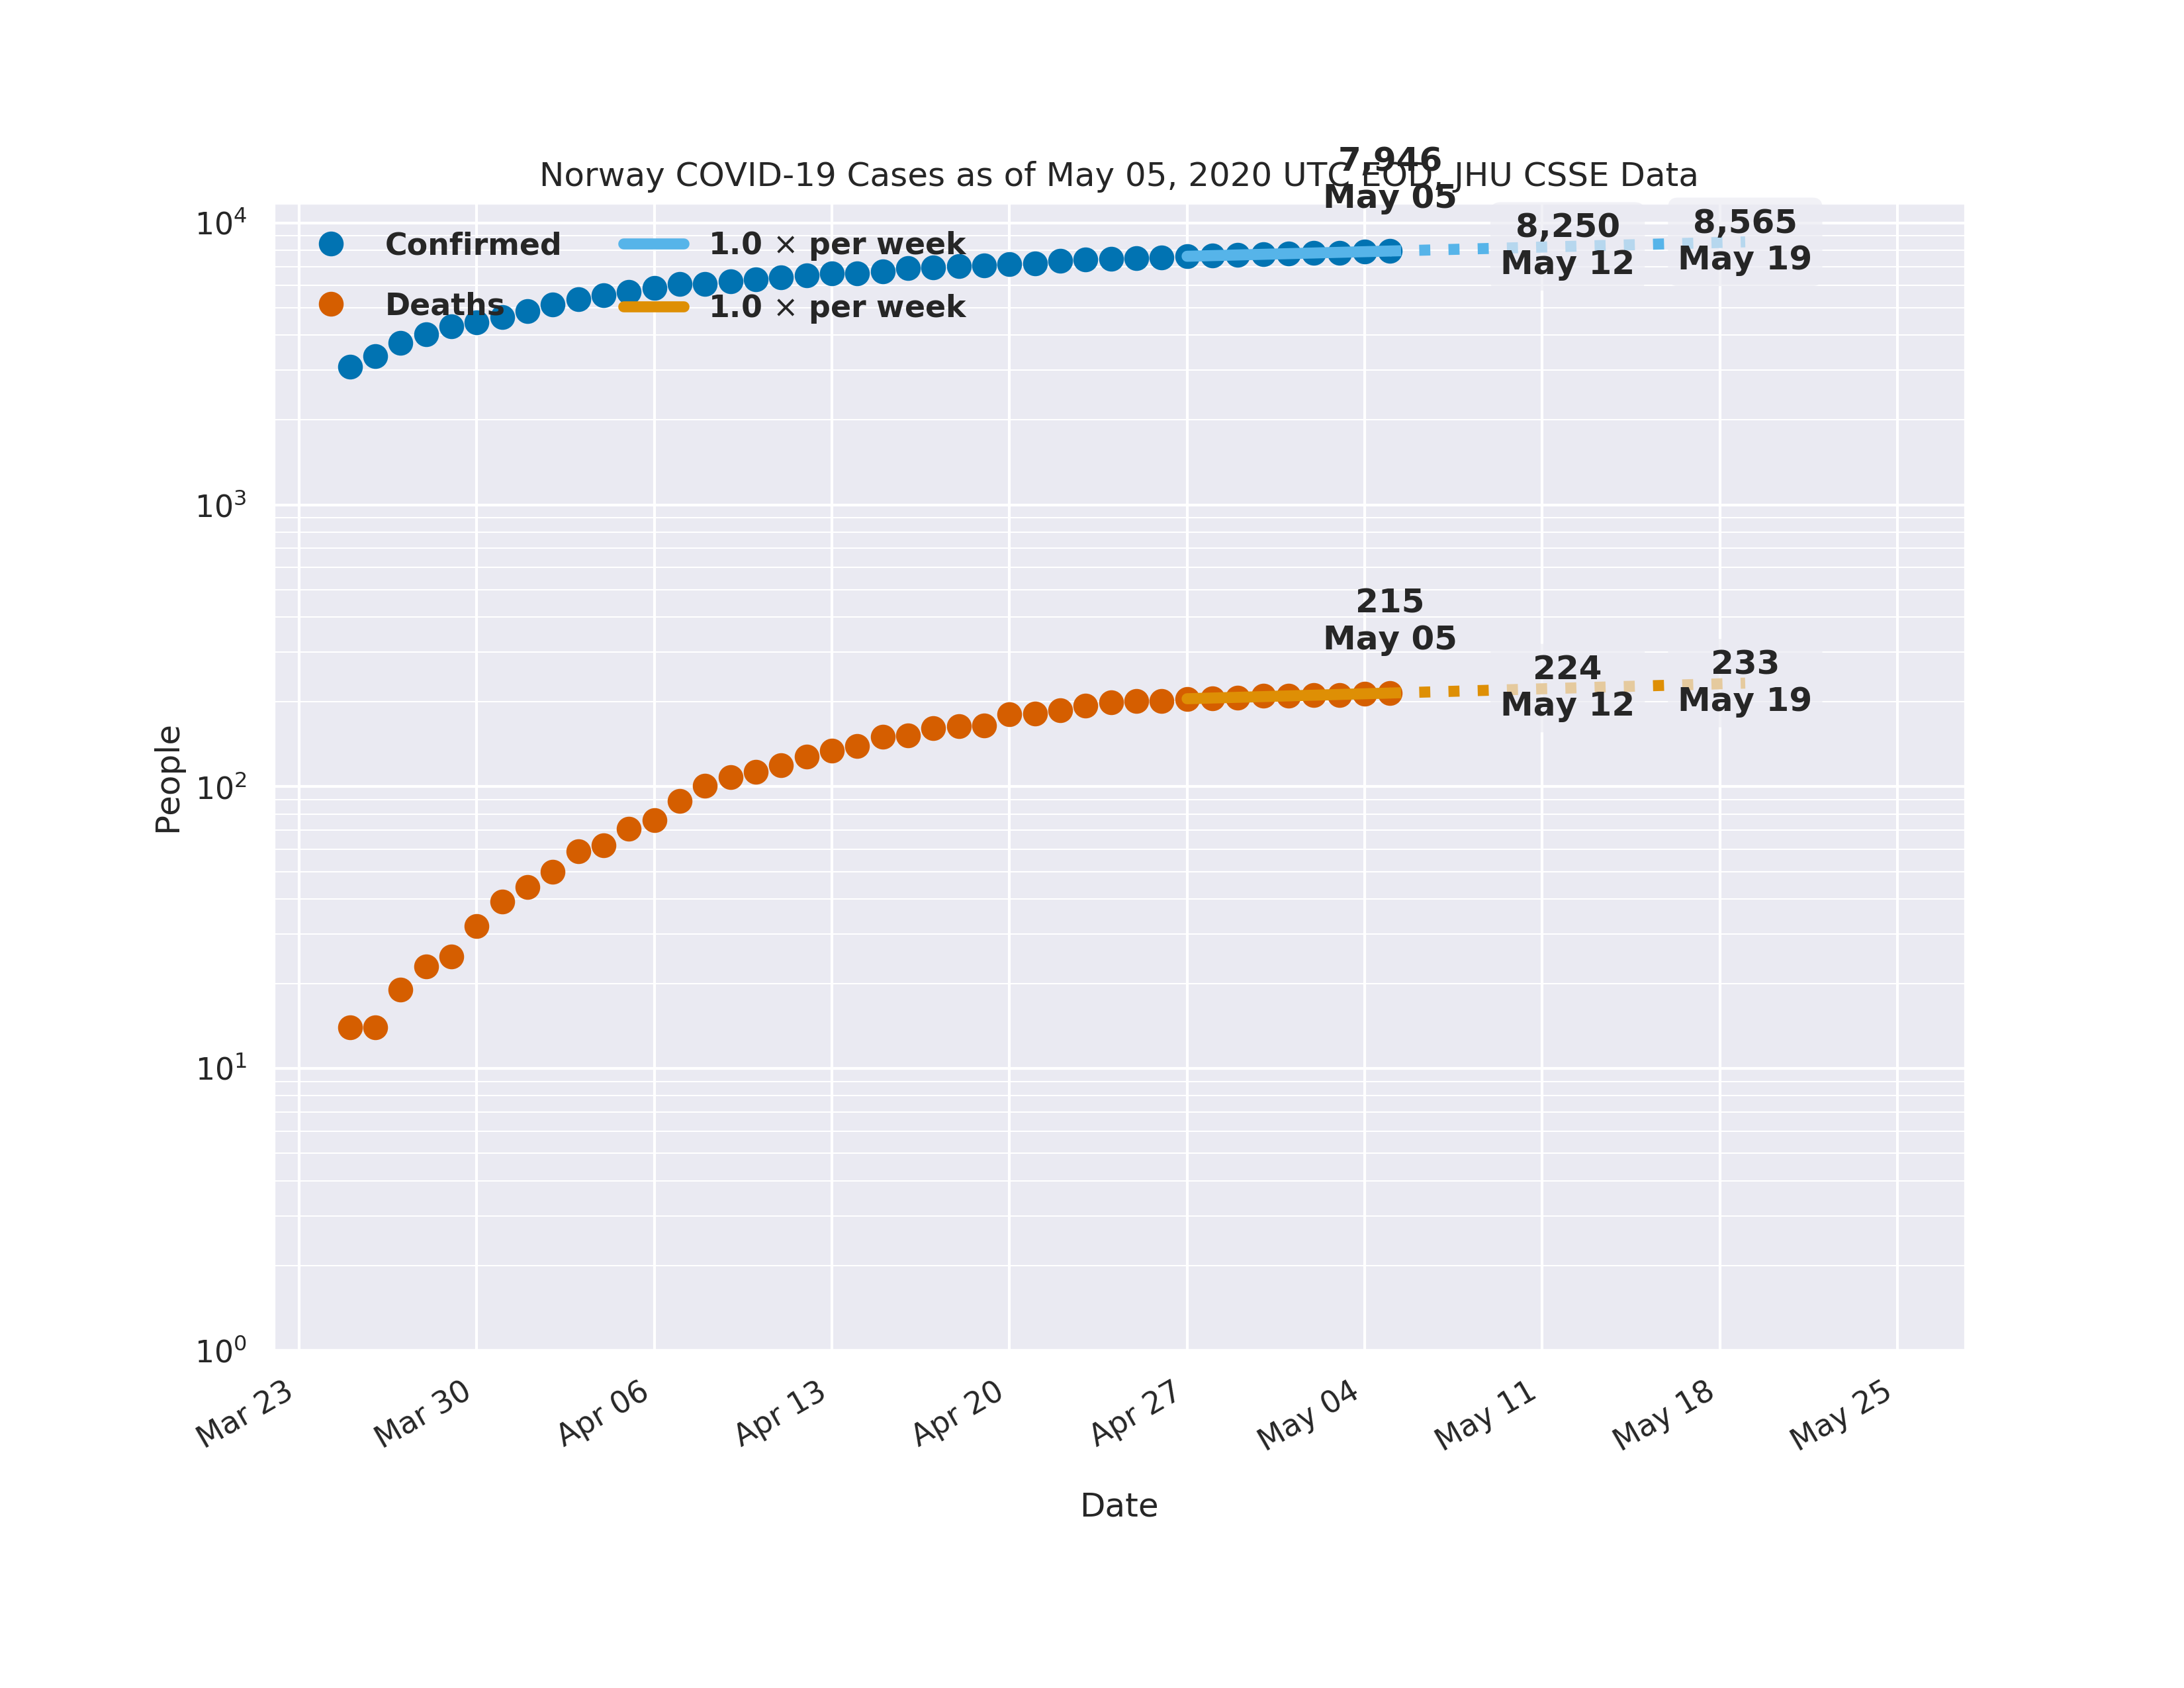 Norway COVID-19 Cases as of May 05, 2020 UTC EOD, JHU CSSE Data
7,946
May 05
8,250
May 12
8,565
May 19
Confirmed
Deaths
1.0 × per week
1.0 × per week
215
May 05
224
May 12
233
May 19
People
10⁴
10³
10²
10¹
10⁰
Mar 23
Mar 30
Apr 06
Apr 13
Apr 20
Apr 27
May 04
May 11
May 18
May 25
Date